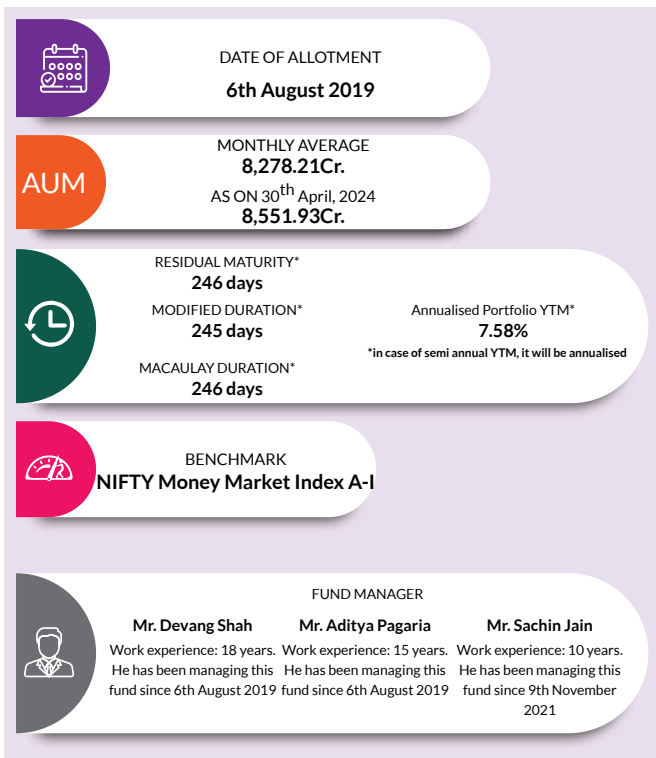 DATE OF ALLOTMENT
6th August 2019
AUM
MONTHLY AVERAGE
8,278.21Cr.
AS ON 30th April, 2024
8,551.93Cr.
RESIDUAL MATURITY*
246 days
MODIFIED DURATION*
245 days
MACAULAY DURATION*
246 days
Annualised Portfolio YTM*
7.58%
*in case of semi annual YTM, it will be annualised
BENCHMARK
NIFTY Money Market Index A-I
FUND MANAGER
Mr. Devang Shah
Work experience: 18 years.
He has been managing this
fund since 6th August 2019
Mr. Aditya Pagaria
Work experience: 15 years.
He has been managing this
fund since 6th August 2019
Mr. Sachin Jain
Work experience: 10 years.
He has been managing this
fund since 9th November
2021